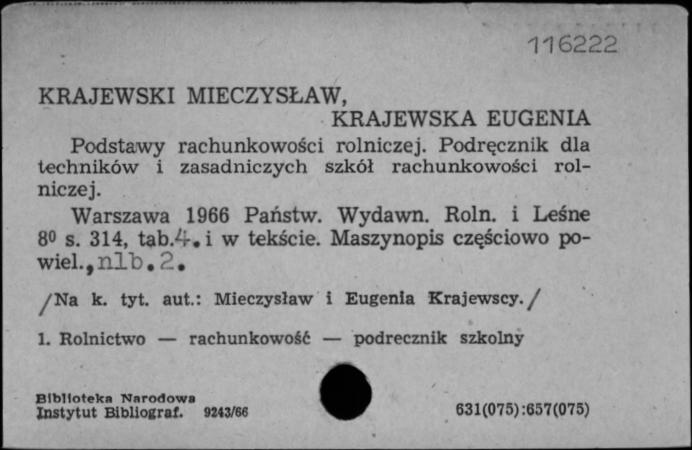 116222
KRAJEWSKI MIECZYSŁAW,
KRAJEWSKA EUGENIA
Podstawy rachunkowości rolniczej. Podręcznik dla
techników i zasadniczych szkół rachunkowości rol-
niczej.
Warszawa 1966 Państw. Wydawn. Roln. i Leśne
8⁰ s. 314, tab.4.i w tekście. Maszynopis częściowo po-
wiel.,nlb.2.
/Na k. tyt. aut.: Mieczysław i Eugenia Krajewscy./
1. Rolnictwo — rachunkowość — podrecznik szkolny
Biblioteka Narodowa
Instytut Bibliograf. 9243/66
631(075):657(075)